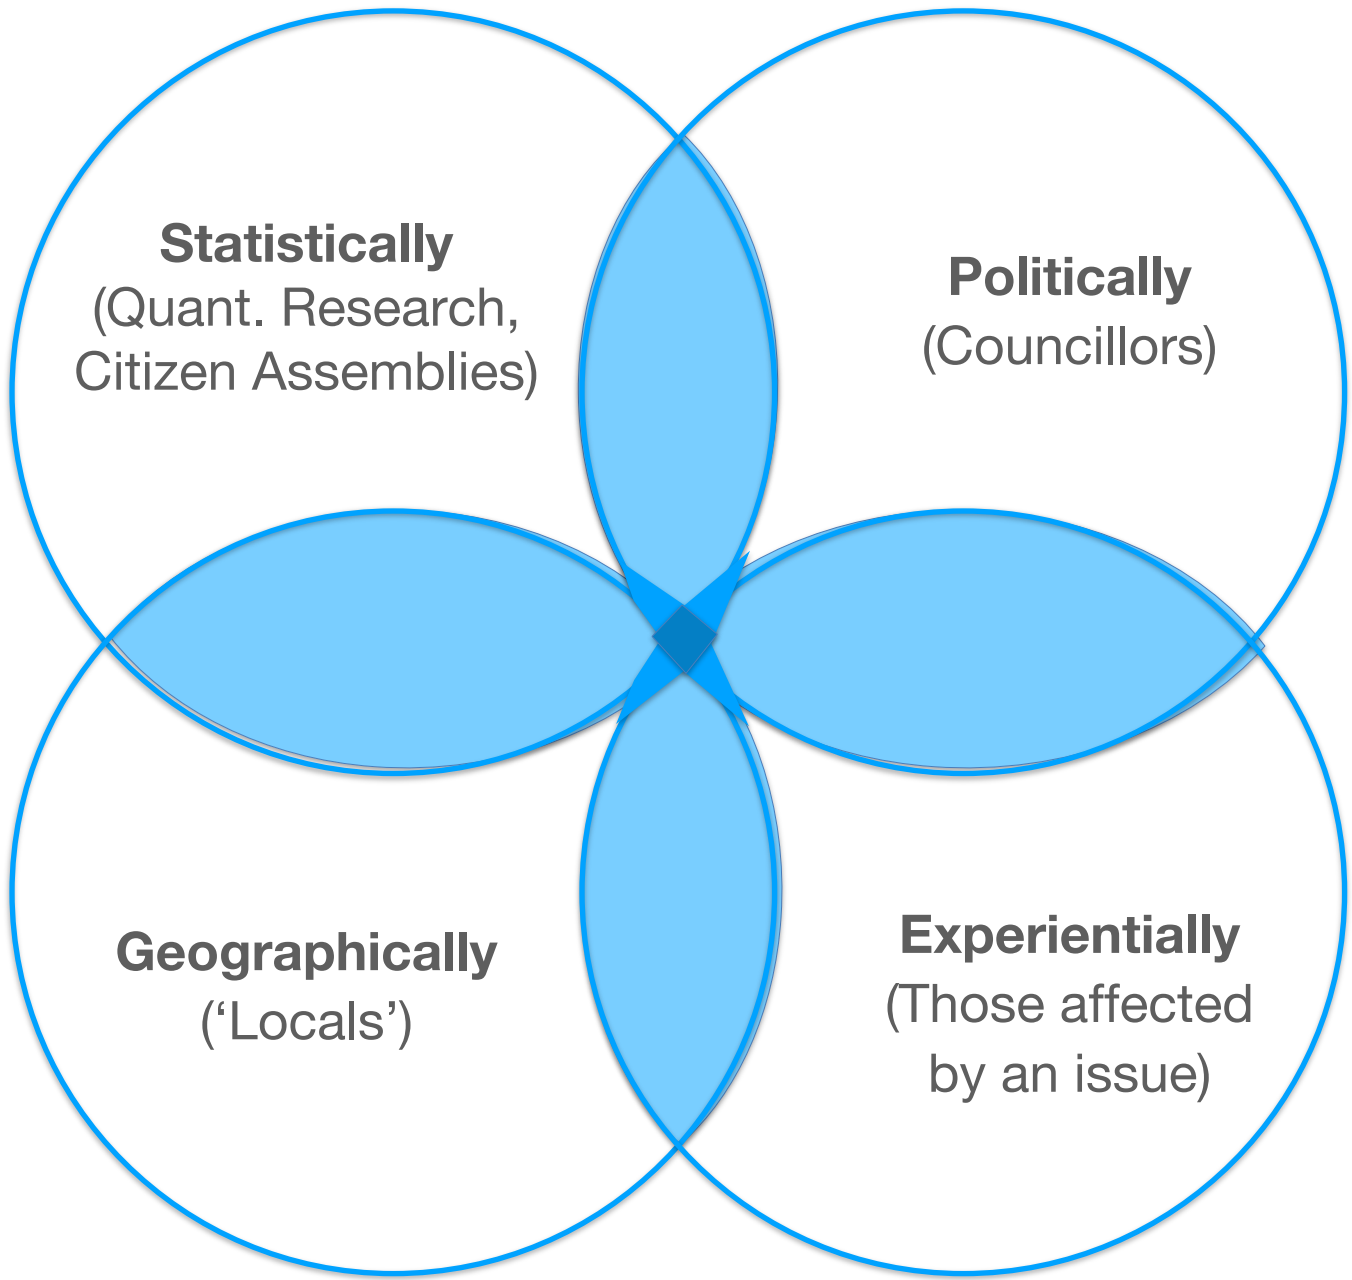 Statistically
(Quant. Research,
Citizen Assemblies)
Politically
(Councillors)
Geographically
(‘Locals’)
Experientially
(Those affected
by an issue)